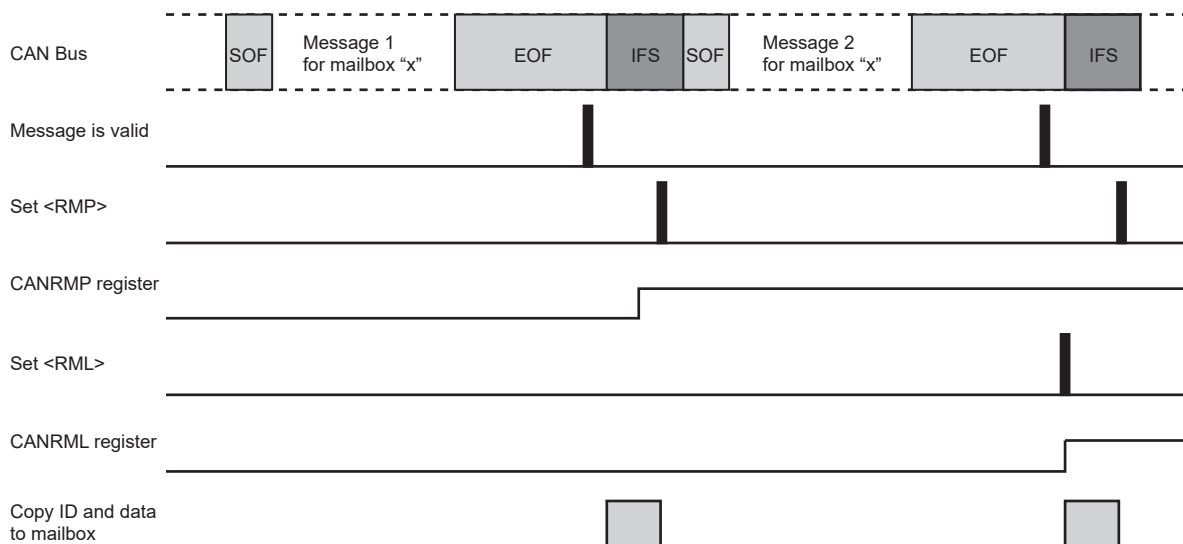 CAN Bus
SOF
Message 1
for mailbox “x”
EOF
IFS
SOF
Message 2
for mailbox “x”
EOF
IFS
Message is valid
Set <RMP>
CANRMP register
Set <RML>
CANRML register
Copy ID and data
to mailbox